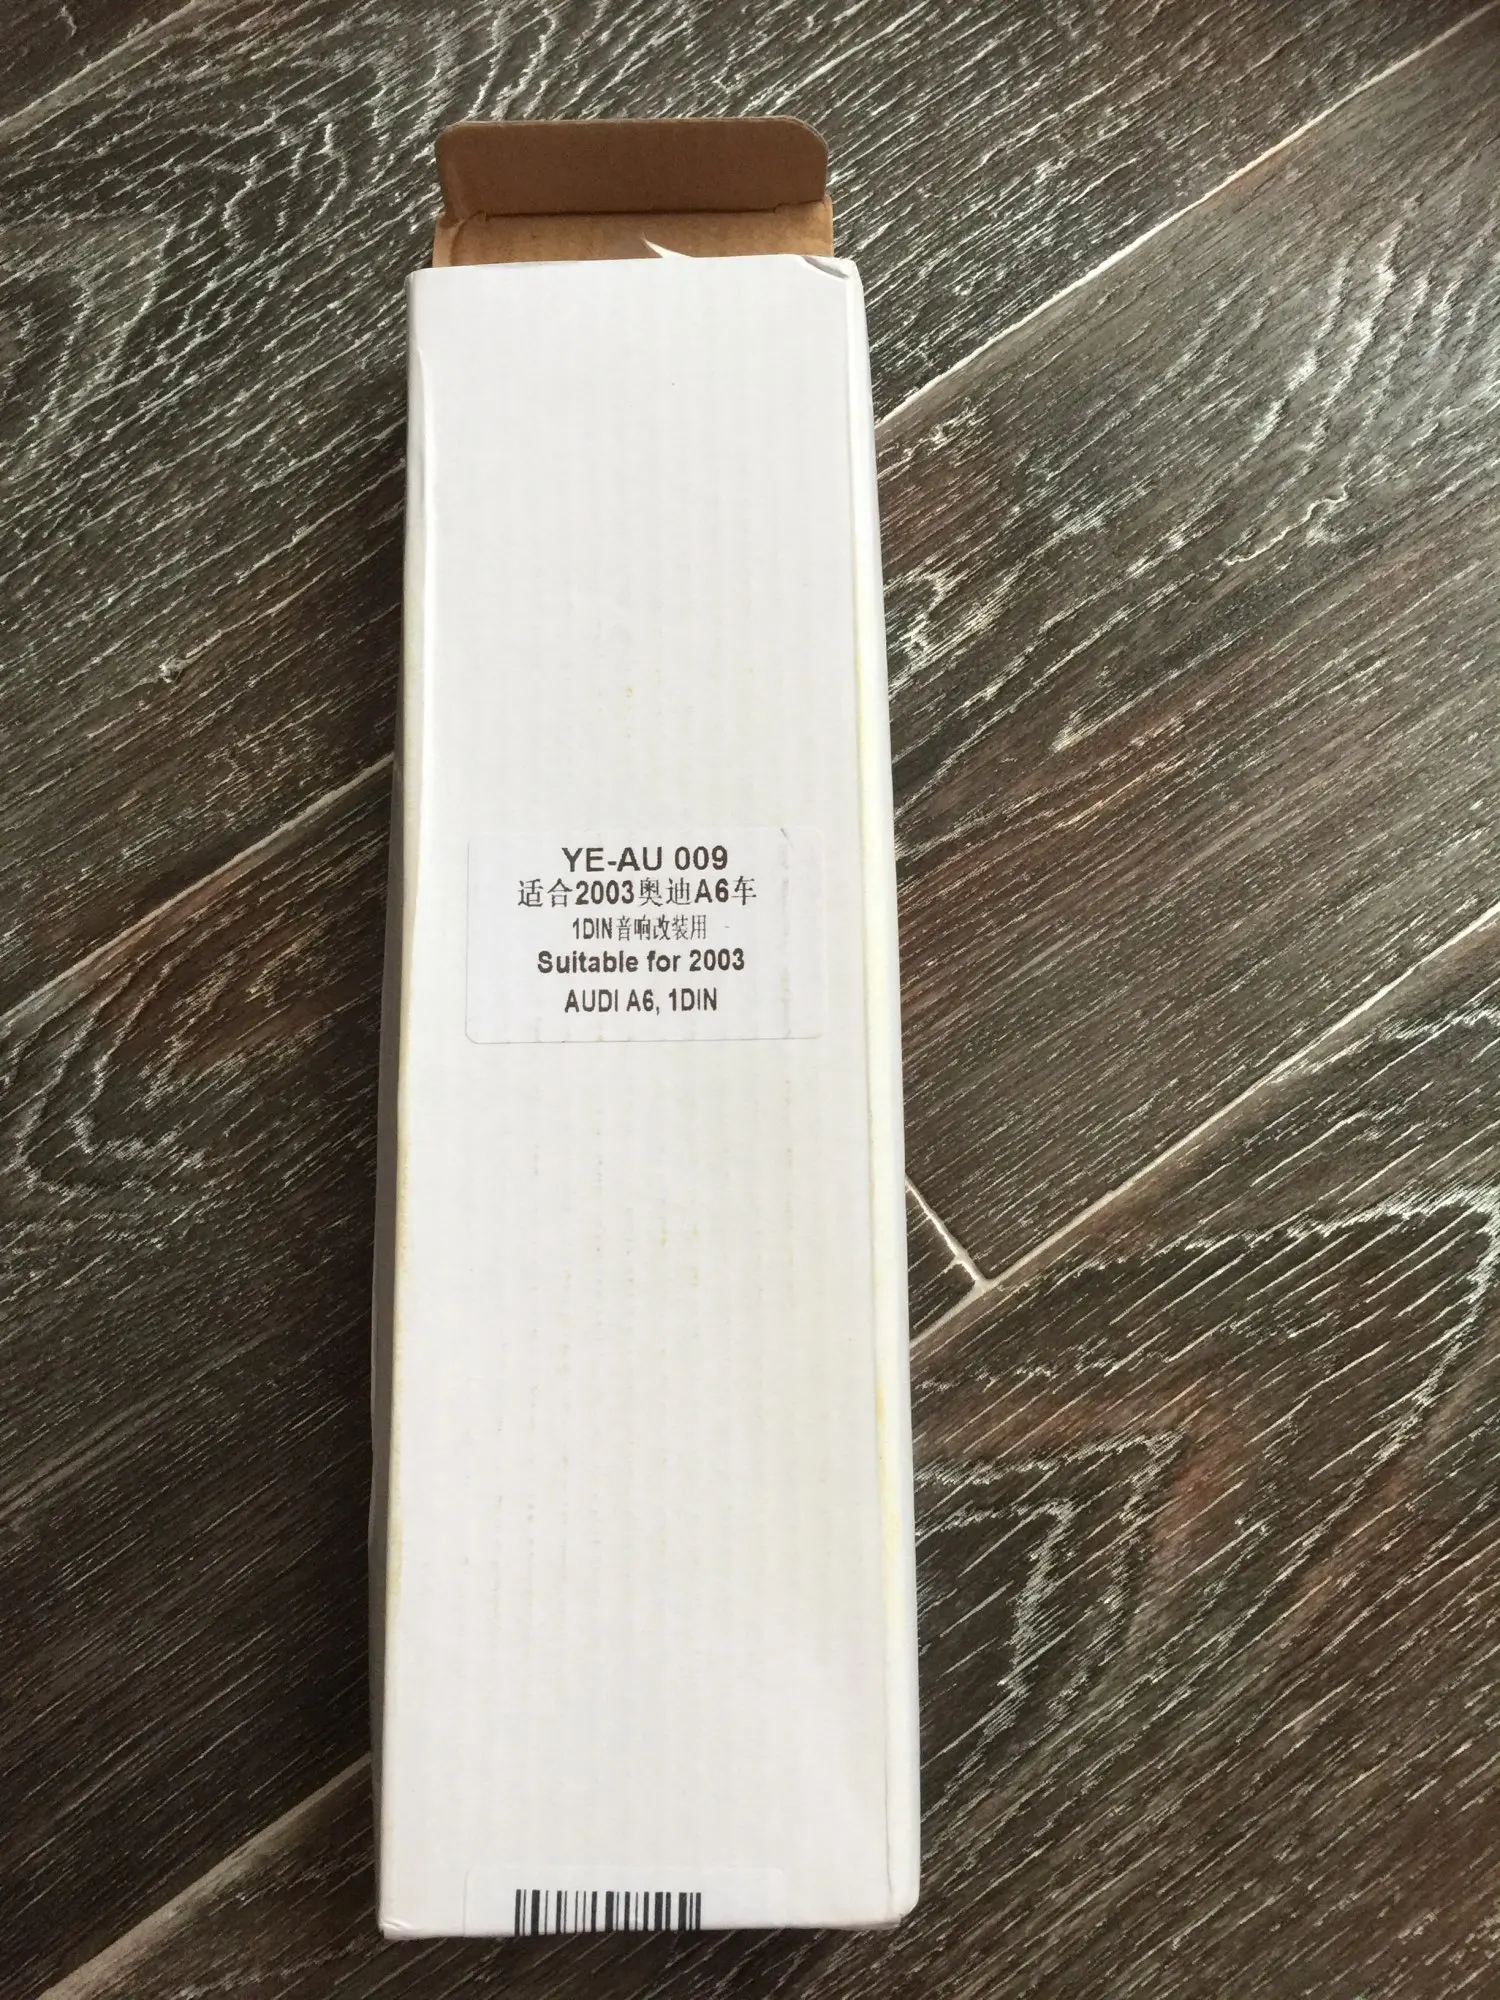 YE-AU 009
适合2003奥迪A6车
1DIN音响改装用
Suitable for 2003
AUDI A6, 1DIN